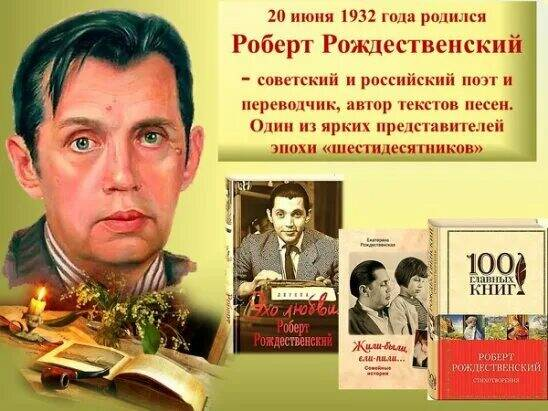 20 июня 1932 года родился
Роберт Рождественский
- советский и российский поэт и
переводчик, автор текстов песен.
Один из ярких представителей
эпохи «шестидесятников»
Эхо любви
Роберт
Рождественский
Екатерина
Рождественская
Жили-были,
ели-пили...
Семейные
истории
100
главных
книг
РОБЕРТ
РОЖДЕСТВЕНСКИЙ
СТИХОТВОРЕНИЯ